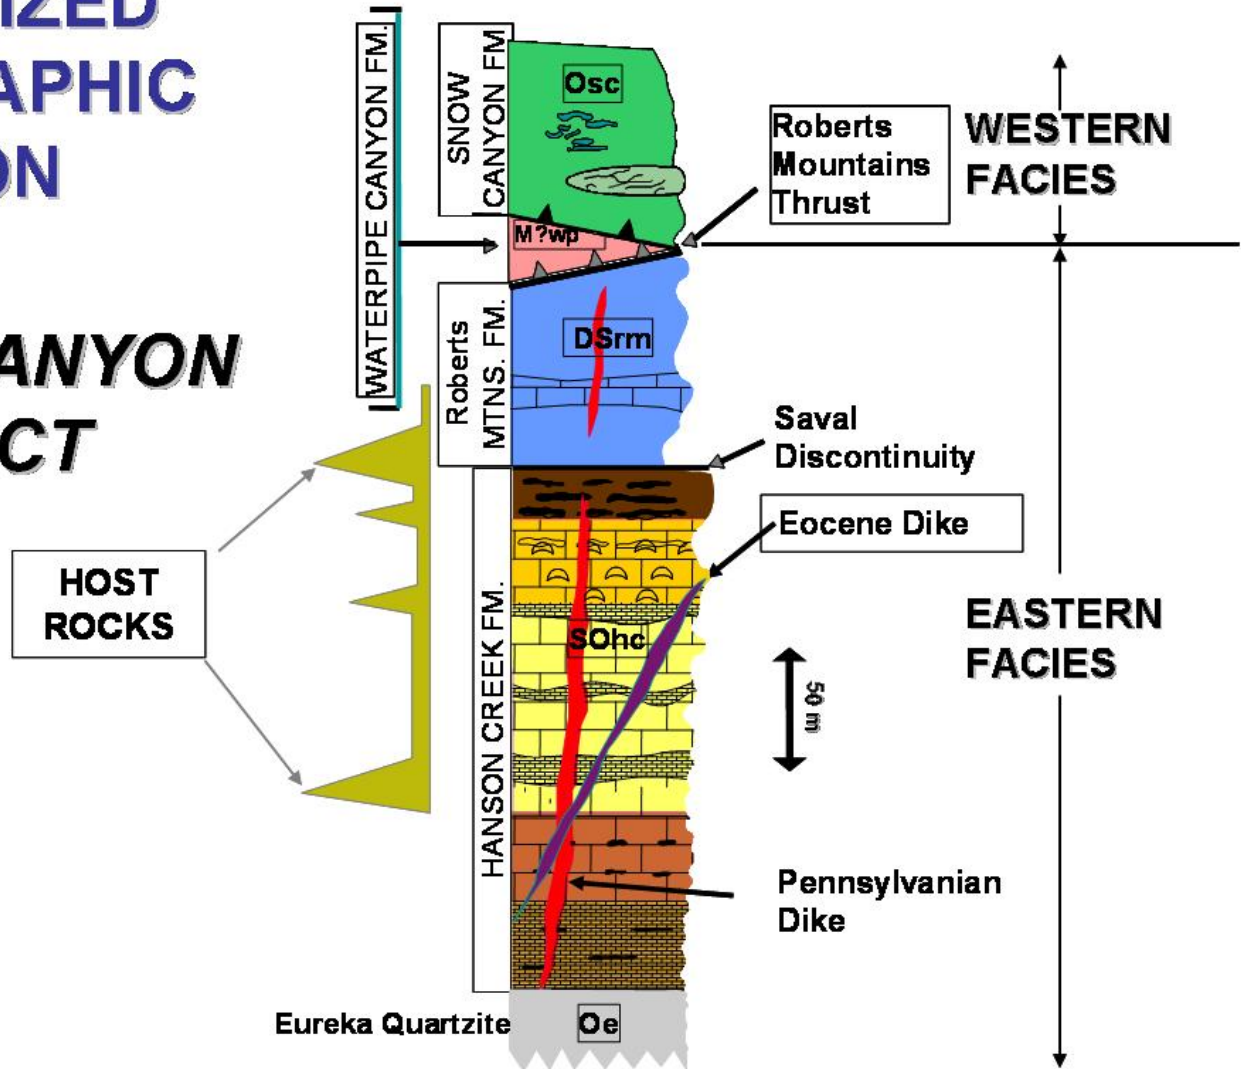 IZED
APHIC
ON
ANYON
CT
WATERPIPE CANYON FM.
SNOW
CANYON FM
Osc
Roberts
Mountains
Thrust
WESTERN
FACIES
M?wp
Roberts
MTNS. FM.
DSrm
Saval
Discontinuity
Eocene Dike
HOST
ROCKS
HANSON CREEK FM.
SOhc
50 m
EASTERN
FACIES
Pennsylvanian
Dike
Eureka Quartzite
Oe